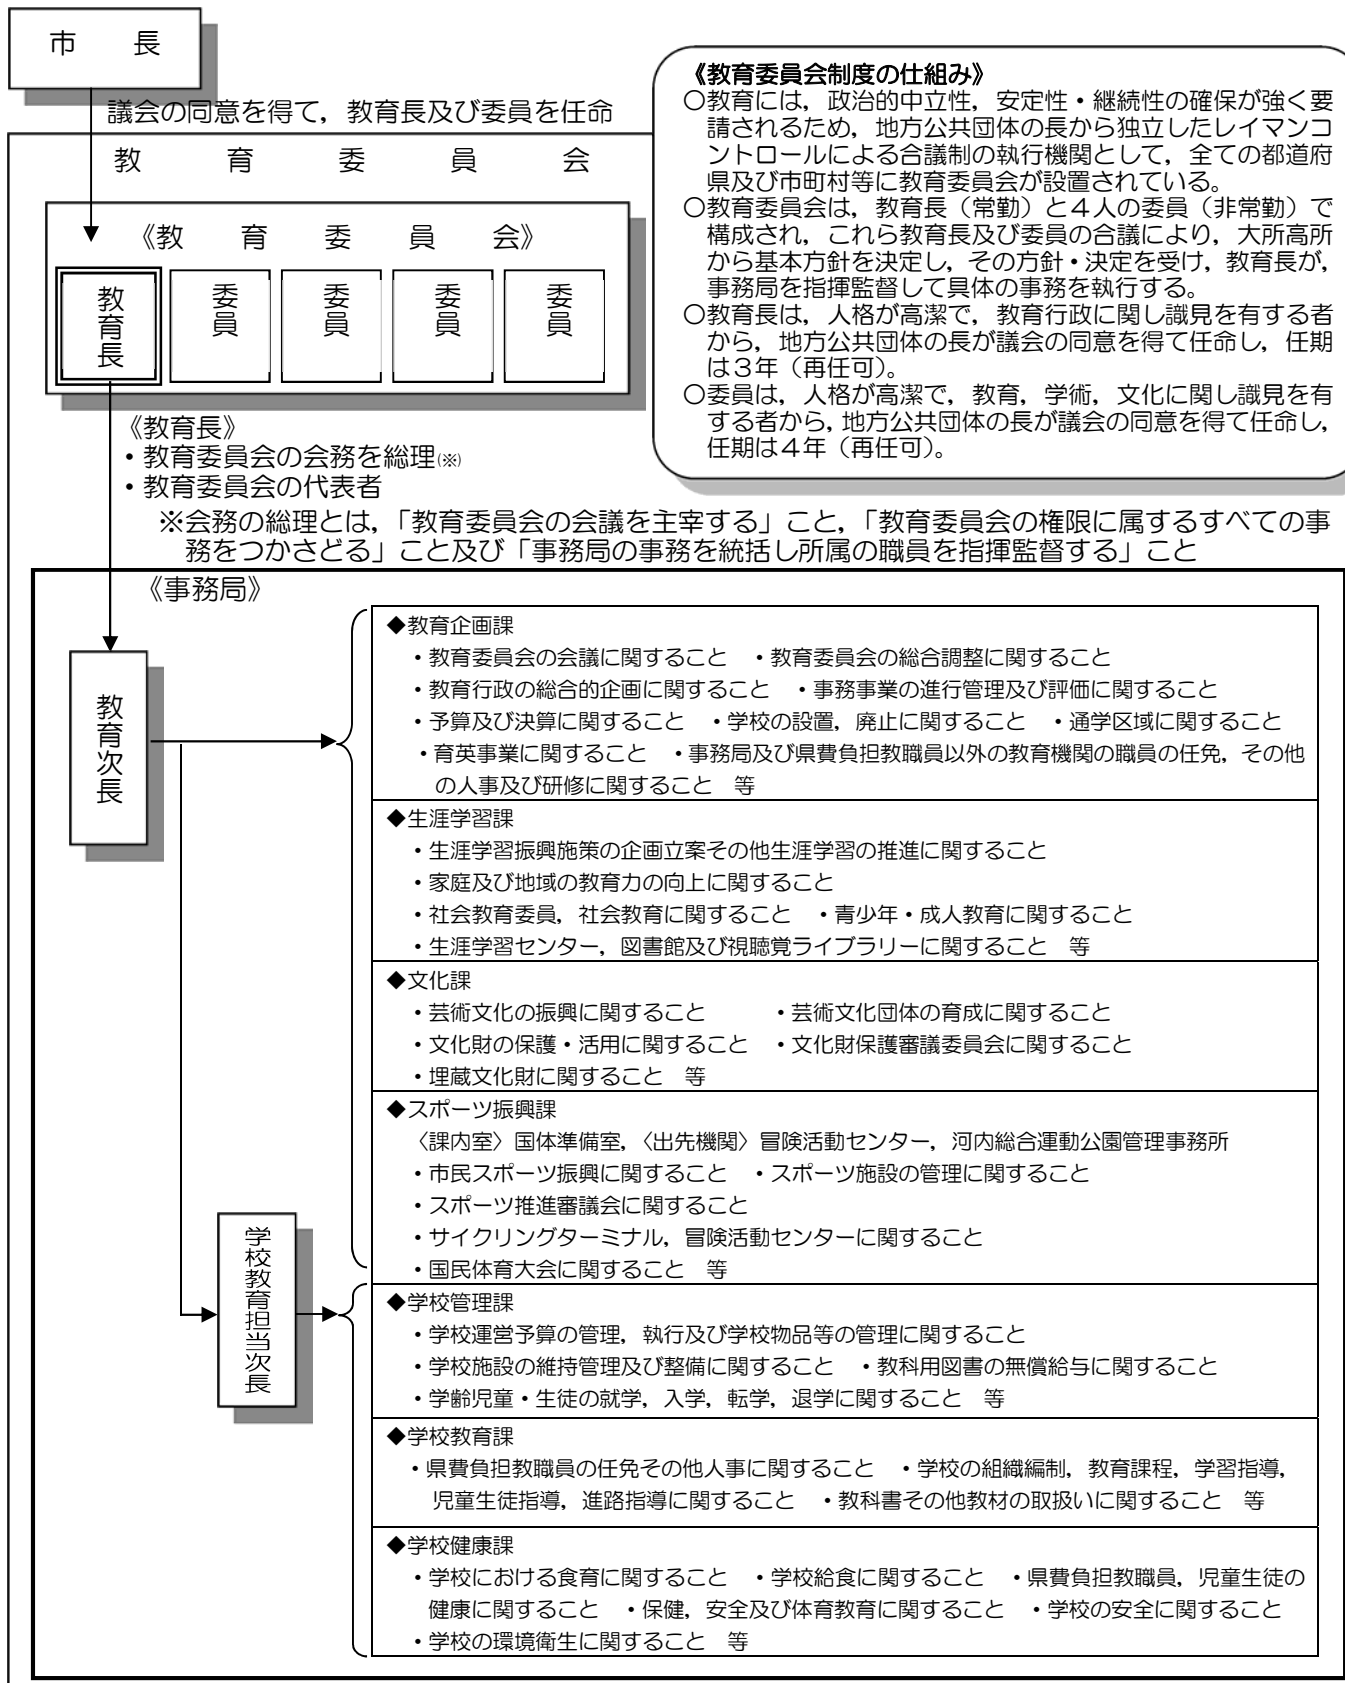 市　長
議会の同意を得て，教育長及び委員を任命
教　育　委　員　会
《教　育　委　員　会》
教育長
委員
委員
委員
委員
《教育委員会制度の仕組み》
○教育には，政治的中立性，安定性・継続性の確保が強く要
請されるため，地方公共団体の長から独立したレイマンコ
ントロールによる合議制の執行機関として，全ての都道府
県及び市町村等に教育委員会が設置されている。
○教育委員会は，教育長（常勤）と４人の委員（非常勤）で
構成され，これら教育長及び委員の合議により，大所高所
から基本方針を決定し，その方針・決定を受け，教育長が，
事務局を指揮監督して具体の事務を執行する。
○教育長は，人格が高潔で，教育行政に関し識見を有する者
から，地方公共団体の長が議会の同意を得て任命し，任期
は３年（再任可）。
○委員は，人格が高潔で，教育，学術，文化に関し識見を有
する者から，地方公共団体の長が議会の同意を得て任命し，
任期は４年（再任可）。
《教育長》
・教育委員会の会務を総理(※)
・教育委員会の代表者
※会務の総理とは，「教育委員会の会議を主宰する」こと，「教育委員会の権限に属するすべての事
務をつかさどる」こと及び「事務局の事務を統括し所属の職員を指揮監督する」こと
《事務局》
教育次長
◆教育企画課
・教育委員会の会議に関すること　・教育委員会の総合調整に関すること
・教育行政の総合的企画に関すること　・事務事業の進行管理及び評価に関すること
・予算及び決算に関すること　・学校の設置，廃止に関すること　・通学区域に関すること
・育英事業に関すること　・事務局及び県費負担教職員以外の教育機関の職員の任免，その他
の人事及び研修に関すること　等
◆生涯学習課
・生涯学習振興施策の企画立案その他生涯学習の推進に関すること
・家庭及び地域の教育力の向上に関すること
・社会教育委員，社会教育に関すること　・青少年・成人教育に関すること
・生涯学習センター，図書館及び視聴覚ライブラリーに関すること　等
◆文化課
・芸術文化の振興に関すること　・芸術文化団体の育成に関すること
・文化財の保護・活用に関すること　・文化財保護審議委員会に関すること
・埋蔵文化財に関すること　等
◆スポーツ振興課
〈課内室〉国体準備室，〈出先機関〉冒険活動センター，河内総合運動公園管理事務所
・市民スポーツ振興に関すること　・スポーツ施設の管理に関すること
・スポーツ推進審議会に関すること
・サイクリングターミナル，冒険活動センターに関すること
・国民体育大会に関すること　等
学校教育担当次長
◆学校管理課
・学校運営予算の管理，執行及び学校物品等の管理に関すること
・学校施設の維持管理及び整備に関すること　・教科用図書の無償給与に関すること
・学齢児童・生徒の就学，入学，転学，退学に関すること　等
◆学校教育課
・県費負担教職員の任免その他人事に関すること　・学校の組織編制，教育課程，学習指導，
児童生徒指導，進路指導に関すること　・教科書その他教材の取扱いに関すること　等
◆学校健康課
・学校における食育に関すること　・学校給食に関すること　・県費負担教職員，児童生徒の
健康に関すること　・保健，安全及び体育教育に関すること　・学校の安全に関すること
・学校の環境衛生に関すること　等